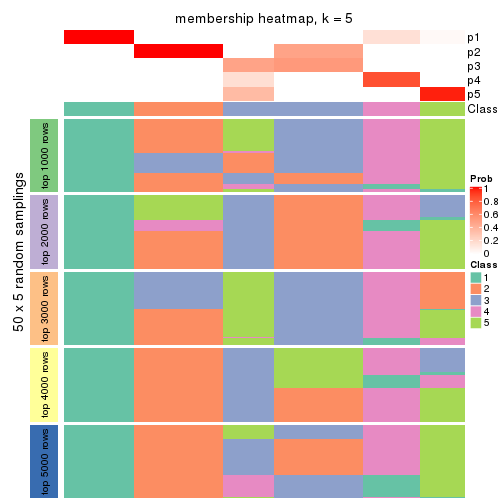 membership heatmap, k = 5
p1
p2
p3
p4
p5
Class
50 x 5 random samplings
top 1000 rows
top 2000 rows
top 3000 rows
top 4000 rows
top 5000 rows
Prob
1
0.8
0.6
0.4
0.2
0
Class
1
2
3
4
5